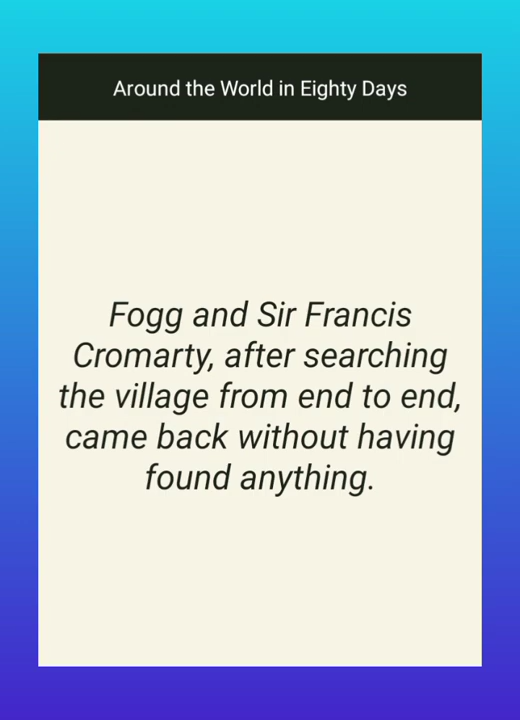 Around the World in Eighty Days
Fogg and Sir Francis
Cromarty, after searching
the village from end to end,
came back without having
found anything.